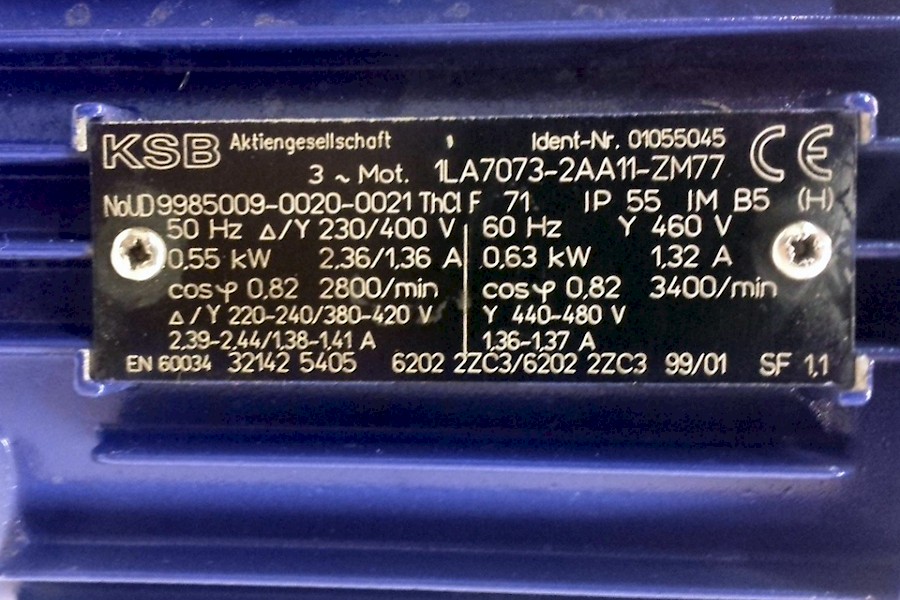 KSB Aktiengesellschaft Ident-Nr. 01055045 CE
3 ~ Mot. 1LA7073-2AA11-ZM77
No UD 9985009-0020-0021 ThCl F 71 IP 55 IM B5 (H)
50 Hz Δ/Y 230/400 V 60 Hz Y 460 V
0,55 kW 2,36/1,36 A 0,63 kW 1,32 A
cosφ 0,82 2800/min cosφ 0,82 3400/min
Δ/Y 220-240/380-420 V Y 440-480 V
2,39-2,44/1,38-1,41 A 1,36-1,37 A
EN 60034 32142 5405 6202 2ZC3/6202 2ZC3 99/01 SF 1,1